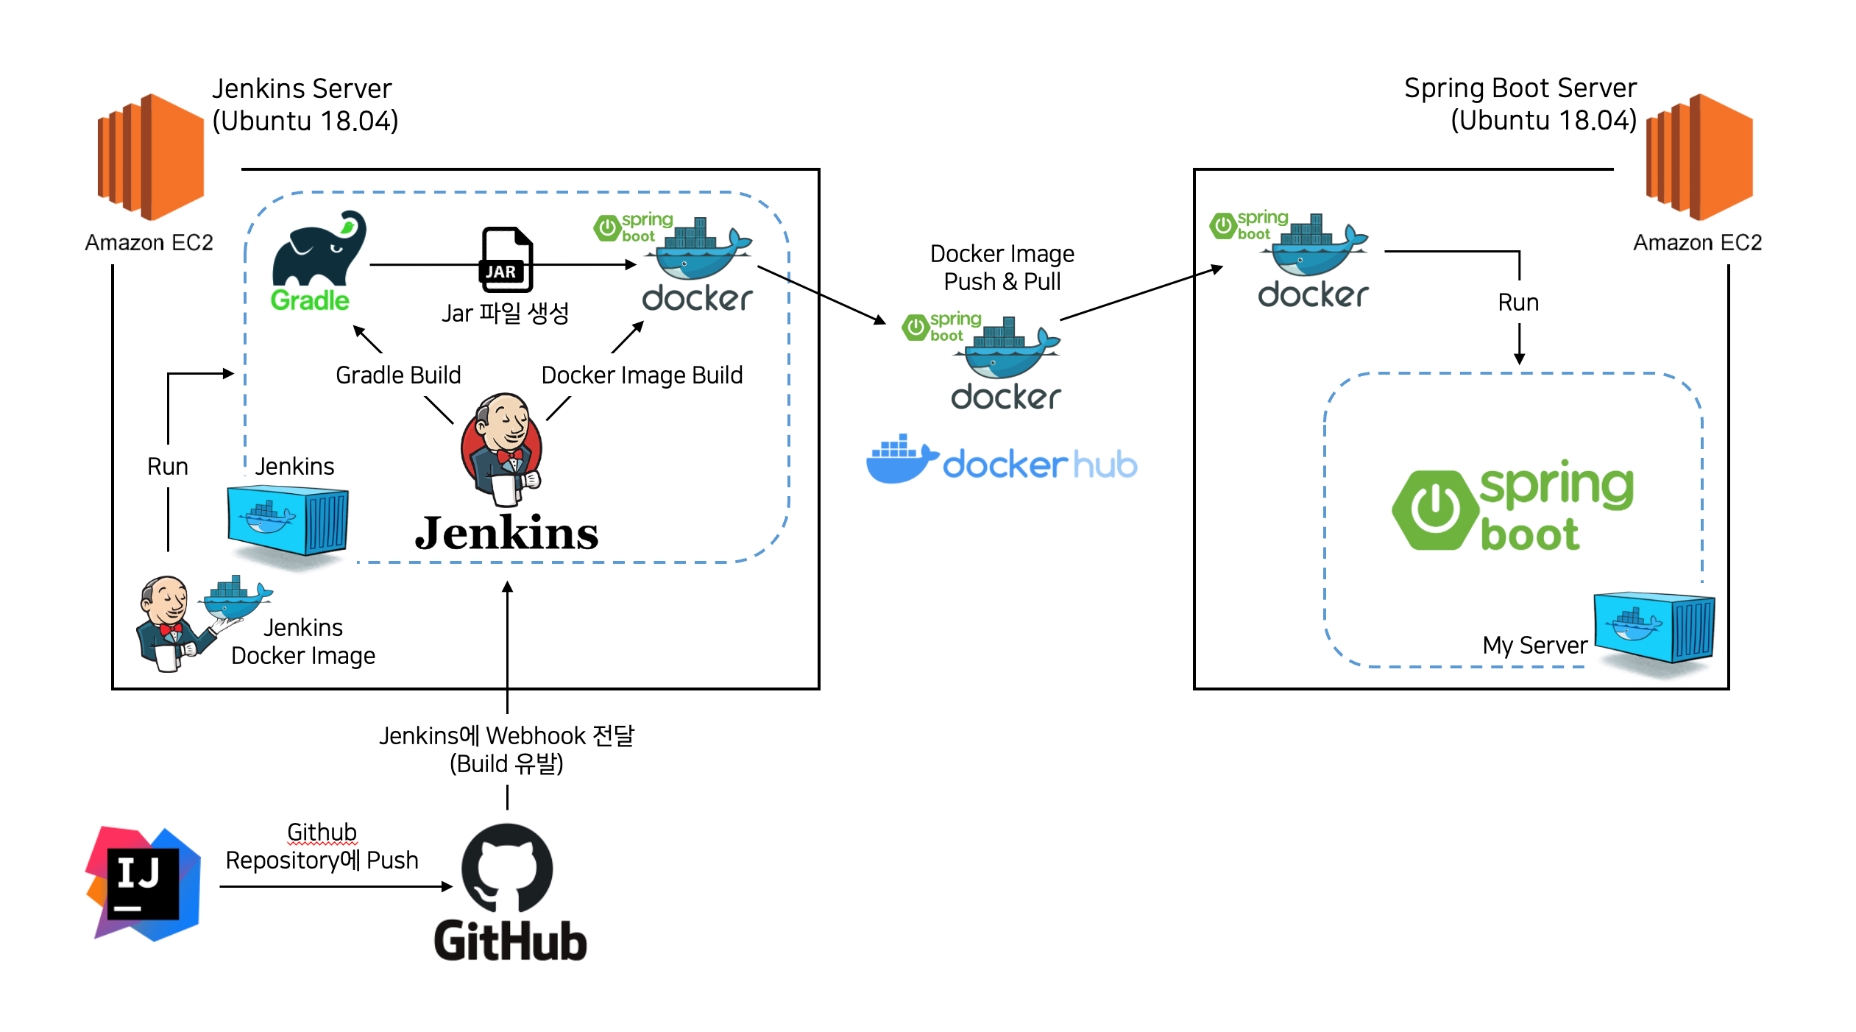 Jenkins Server
(Ubuntu 18.04)
Amazon EC2
Gradle
JAR
Jar 파일 생성
spring
boot
docker
Gradle Build
Docker Image Build
Run
Jenkins
Jenkins
Jenkins
Docker Image
Docker Image
Push & Pull
spring
boot
docker
docker hub
Spring Boot Server
(Ubuntu 18.04)
Amazon EC2
spring
boot
docker
Run
spring
boot
My Server
Jenkins에 Webhook 전달
(Build 유발)
IJ
Github
Repository에 Push
GitHub